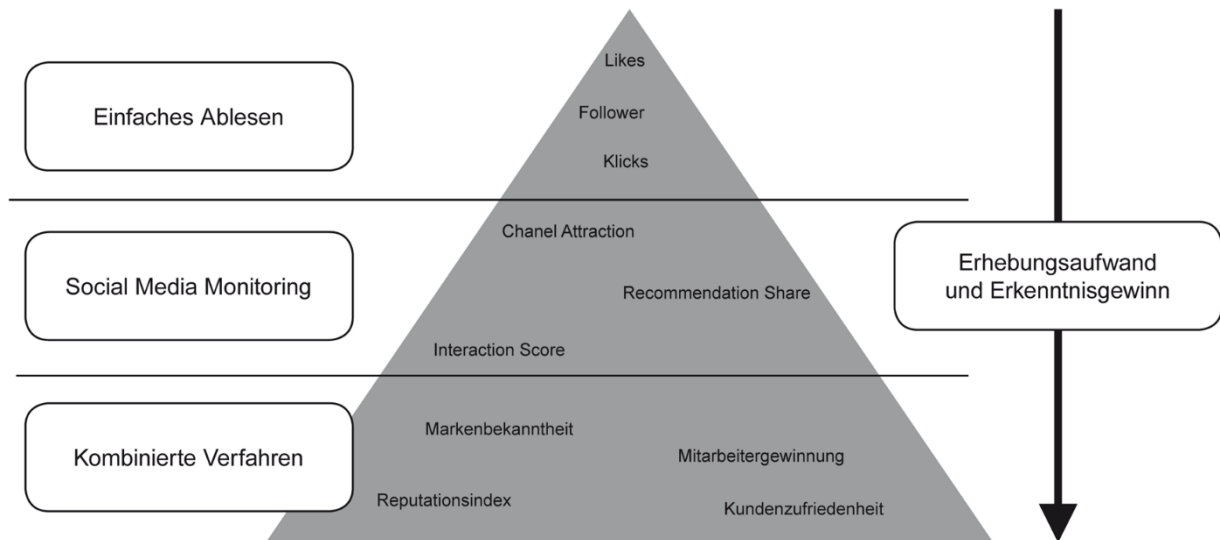 Likes
Einfaches Ablesen
Follower
Klicks
Chanel Attraction
Social Media Monitoring
Recommendation Share
Erhebungsaufwand
und Erkenntnisgewinn
Interaction Score
Markenbekanntheit
Kombinierte Verfahren
Mitarbeitergewinnung
Reputationsindex
Kundenzufriedenheit